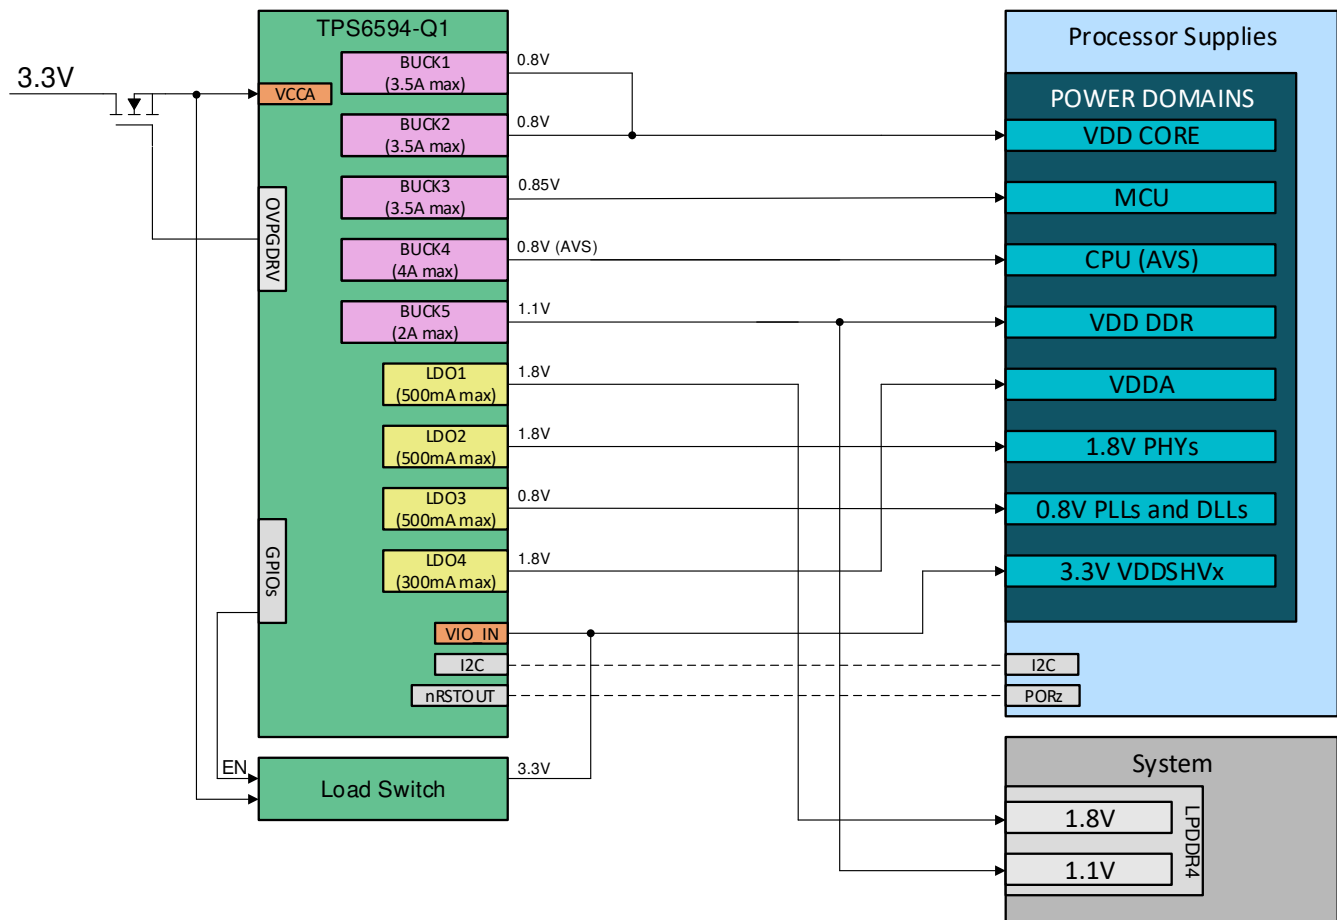 TPS6594-Q1
3.3V
VCCA
OVPGDRV
GPIOs
BUCK1
(3.5A max)
0.8V
BUCK2
(3.5A max)
0.8V
BUCK3
(3.5A max)
0.85V
BUCK4
(4A max)
0.8V (AVS)
BUCK5
(2A max)
1.1V
LDO1
(500mA max)
1.8V
LDO2
(500mA max)
1.8V
LDO3
(500mA max)
0.8V
LDO4
(300mA max)
1.8V
VIO_IN
I2C
nRSTOUT
EN
Load Switch
3.3V
Processor Supplies
POWER DOMAINS
VDD CORE
MCU
CPU (AVS)
VDD DDR
VDDA
1.8V PHYs
0.8V PLLs and DLLs
3.3V VDDSHVx
I2C
PORz
System
1.8V
1.1V
LPDDR4